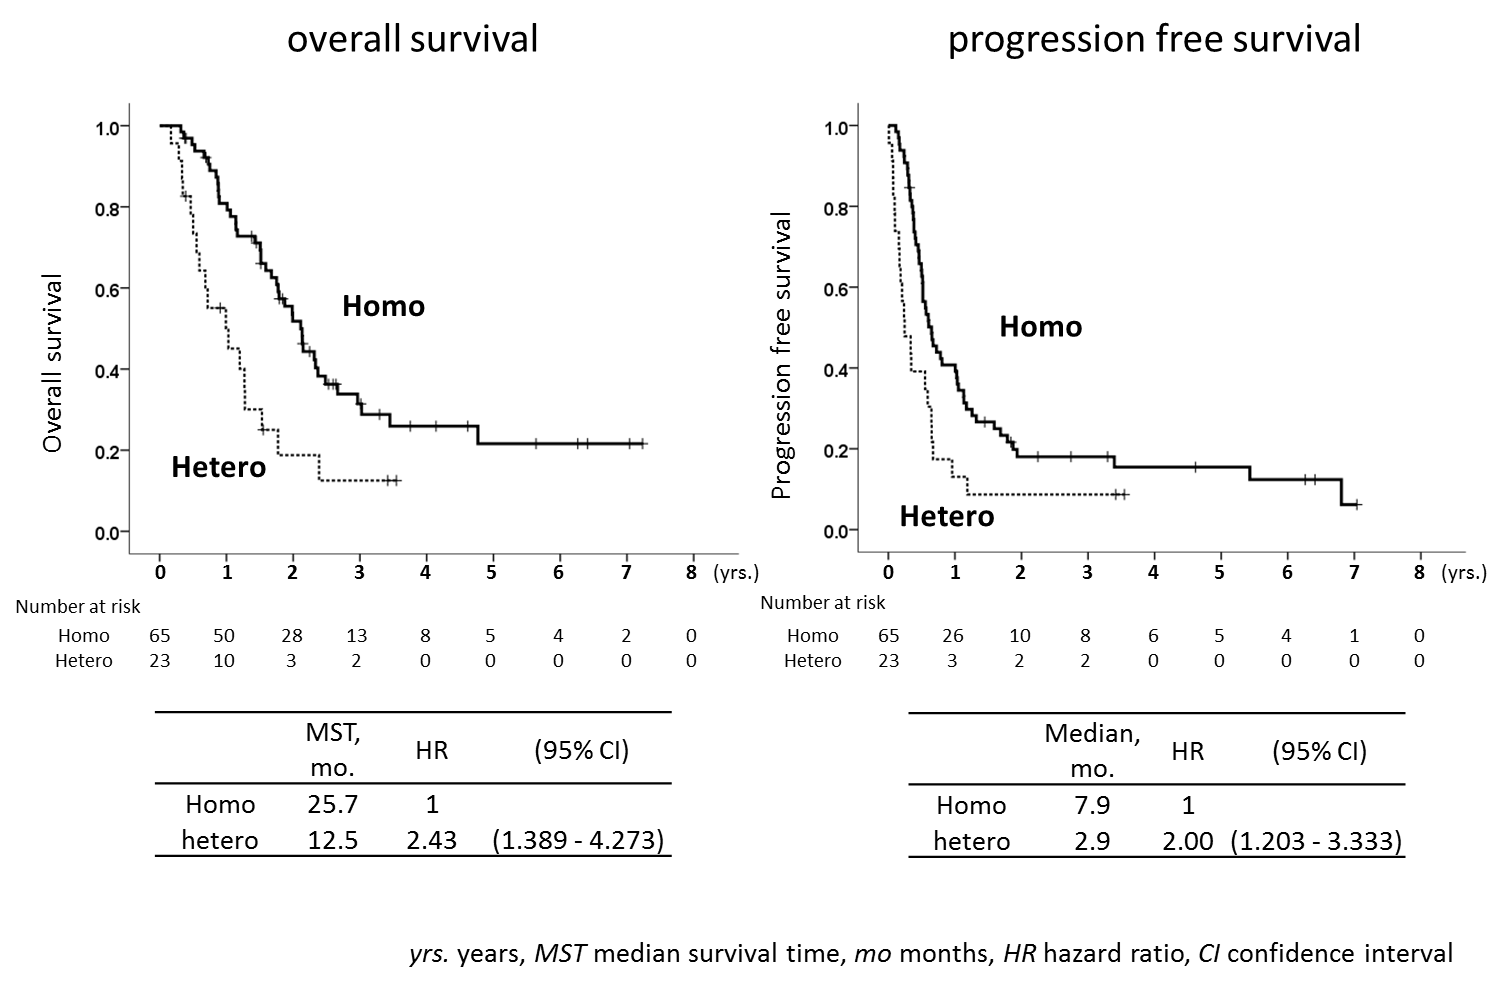 overall survival
Overall survival
1.0
0.8
0.6
0.4
0.2
0.0
Homo
Hetero
0 1 2 3 4 5 6 7 8 (yrs.)
Number at risk
Homo 65 50 28 13 8 5 4 2 0
Hetero 23 10 3 2 0 0 0 0 0
MST, mo. HR (95% CI)
Homo 25.7 1
hetero 12.5 2.43 (1.389 - 4.273)
progression free survival
Progression free survival
1.0
0.8
0.6
0.4
0.2
0.0
Homo
Hetero
0 1 2 3 4 5 6 7 8 (yrs.)
Number at risk
Homo 65 26 10 8 6 5 4 1 0
Hetero 23 3 2 2 0 0 0 0 0
Median, mo. HR (95% CI)
Homo 7.9 1
hetero 2.9 2.00 (1.203 - 3.333)
yrs. years, MST median survival time, mo months, HR hazard ratio, CI confidence interval